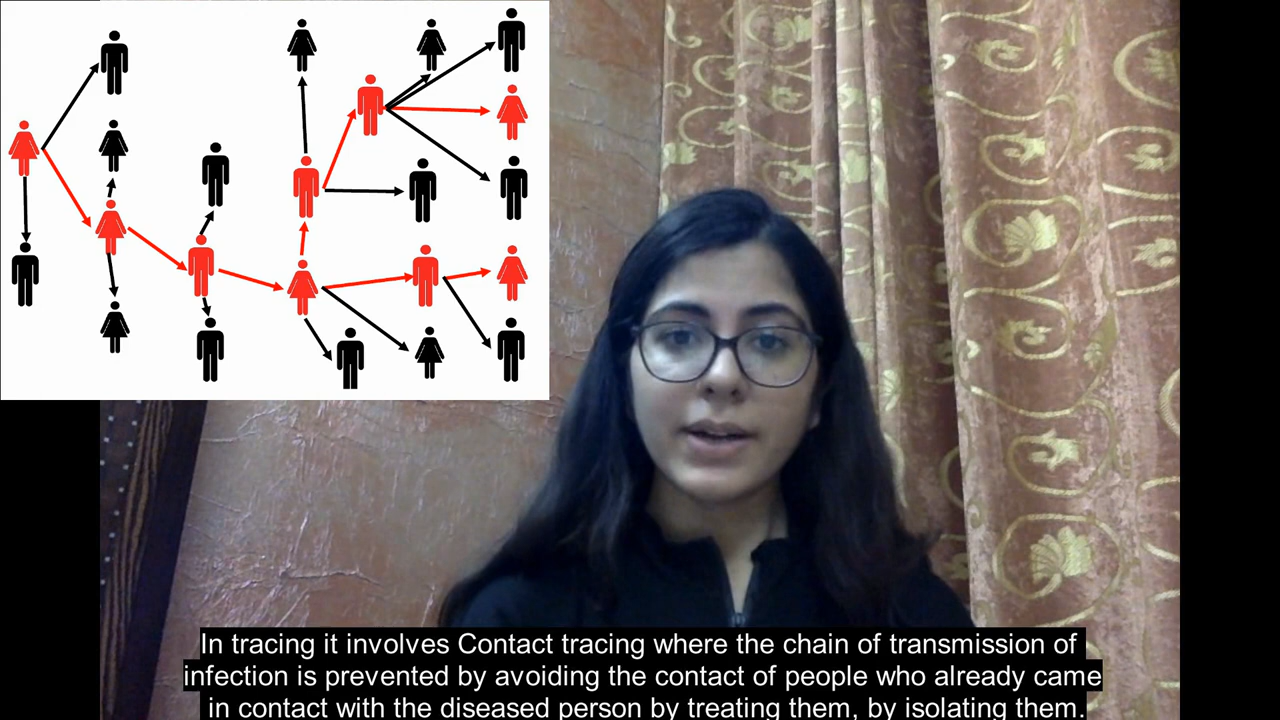 In tracing it involves Contact tracing where the chain of transmission of
infection is prevented by avoiding the contact of people who already came
in contact with the diseased person by treating them, by isolating them.